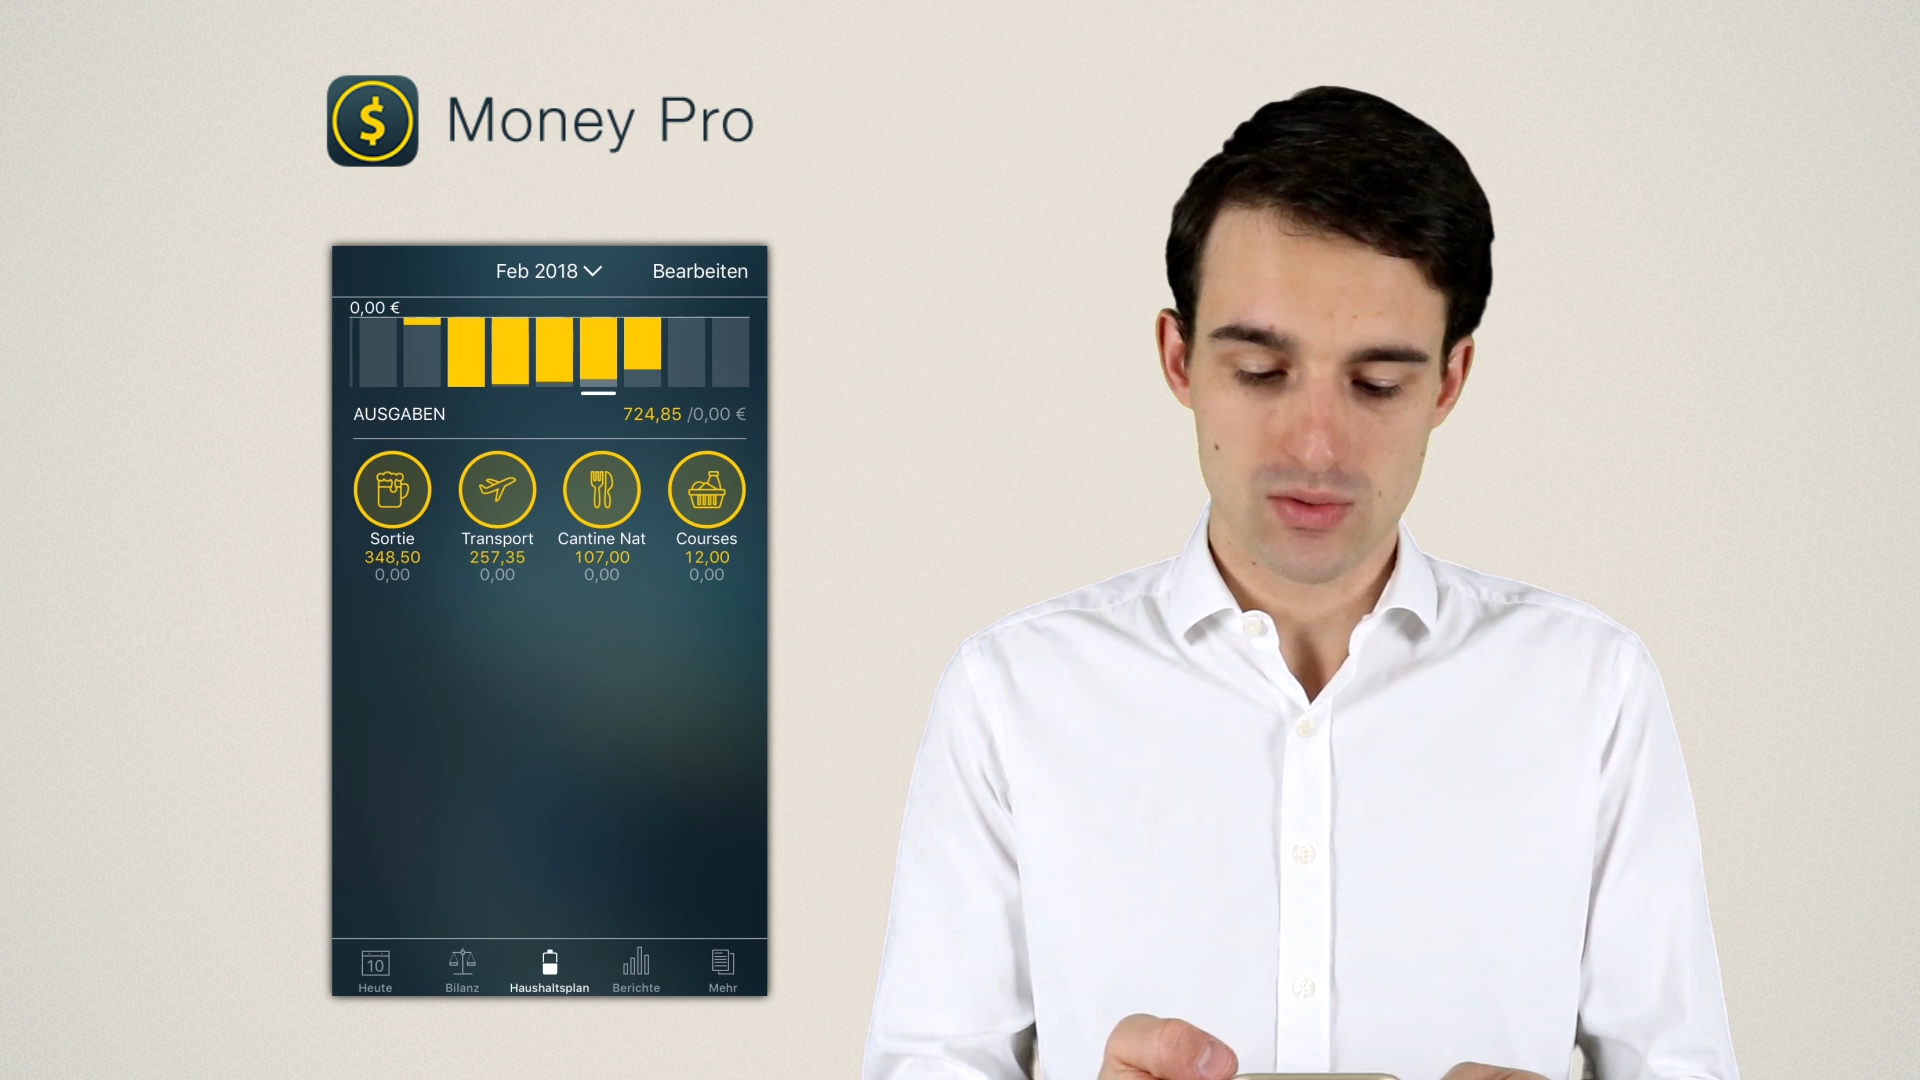 $ Money Pro
Feb 2018 Bearbeiten
0,00 €
AUSGABEN 724,85 /0,00 €
Sortie Transport Cantine Nat Courses
348,50 257,35 107,00 12,00
0,00 0,00 0,00 0,00
10
Heute Bilanz Haushaltsplan Berichte Mehr